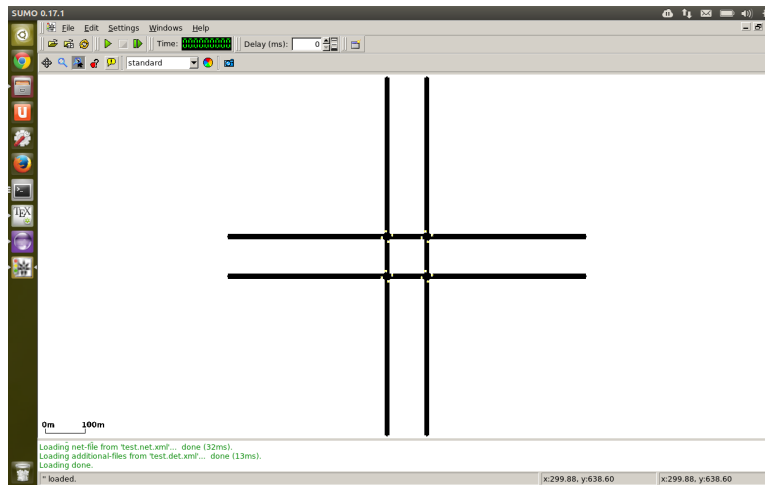 SUMO 0.17.1
File Edit Settings Windows Help
Time: Delay (ms): 0
standard
TEX
0m 100m
Loading net-file from 'test.net.xml'... done (32ms).
Loading additional-files from 'test.det.xml'... done (13ms).
Loading done.
'' loaded.
x:299.88, y:638.60
x:299.88, y:638.60